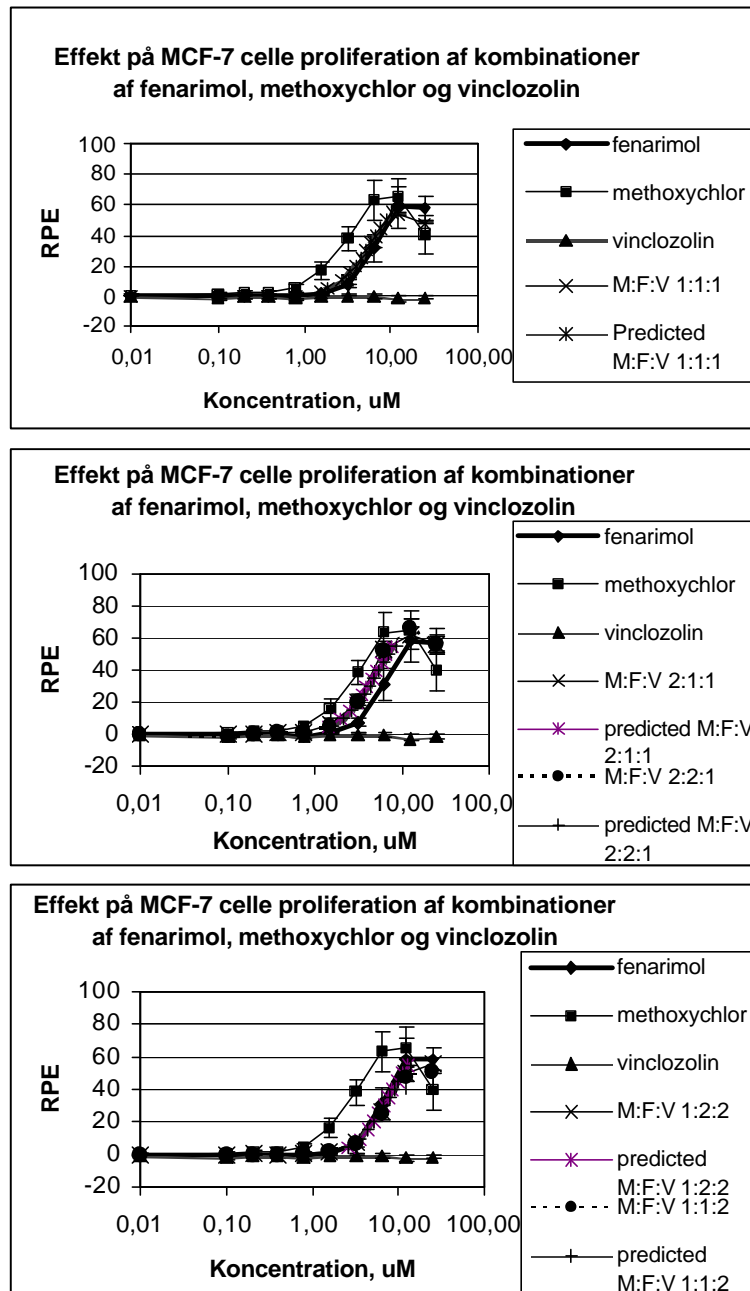 Effekt på MCF-7 celle proliferation af kombinationer
af fenarimol, methoxychlor og vinclozolin
100
80
60
40
20
0
-20
RPE
0,01 0,10 1,00 10,00 100,00
Koncentration, uM
fenarimol
methoxychlor
vinclozolin
M:F:V 1:1:1
Predicted
M:F:V 1:1:1
Effekt på MCF-7 celle proliferation af kombinationer
af fenarimol, methoxychlor og vinclozolin
100
80
60
40
20
0
-20
RPE
0,01 0,10 1,00 10,00 100,00
Koncentration, uM
fenarimol
methoxychlor
vinclozolin
M:F:V 2:1:1
predicted M:F:V
2:1:1
M:F:V 2:2:1
predicted M:F:V
2:2:1
Effekt på MCF-7 celle proliferation af kombinationer
af fenarimol, methoxychlor og vinclozolin
100
80
60
40
20
0
-20
RPE
0,01 0,10 1,00 10,00 100,00
Koncentration, uM
fenarimol
methoxychlor
vinclozolin
M:F:V 1:2:2
predicted
M:F:V 1:2:2
M:F:V 1:1:2
predicted
M:F:V 1:1:2